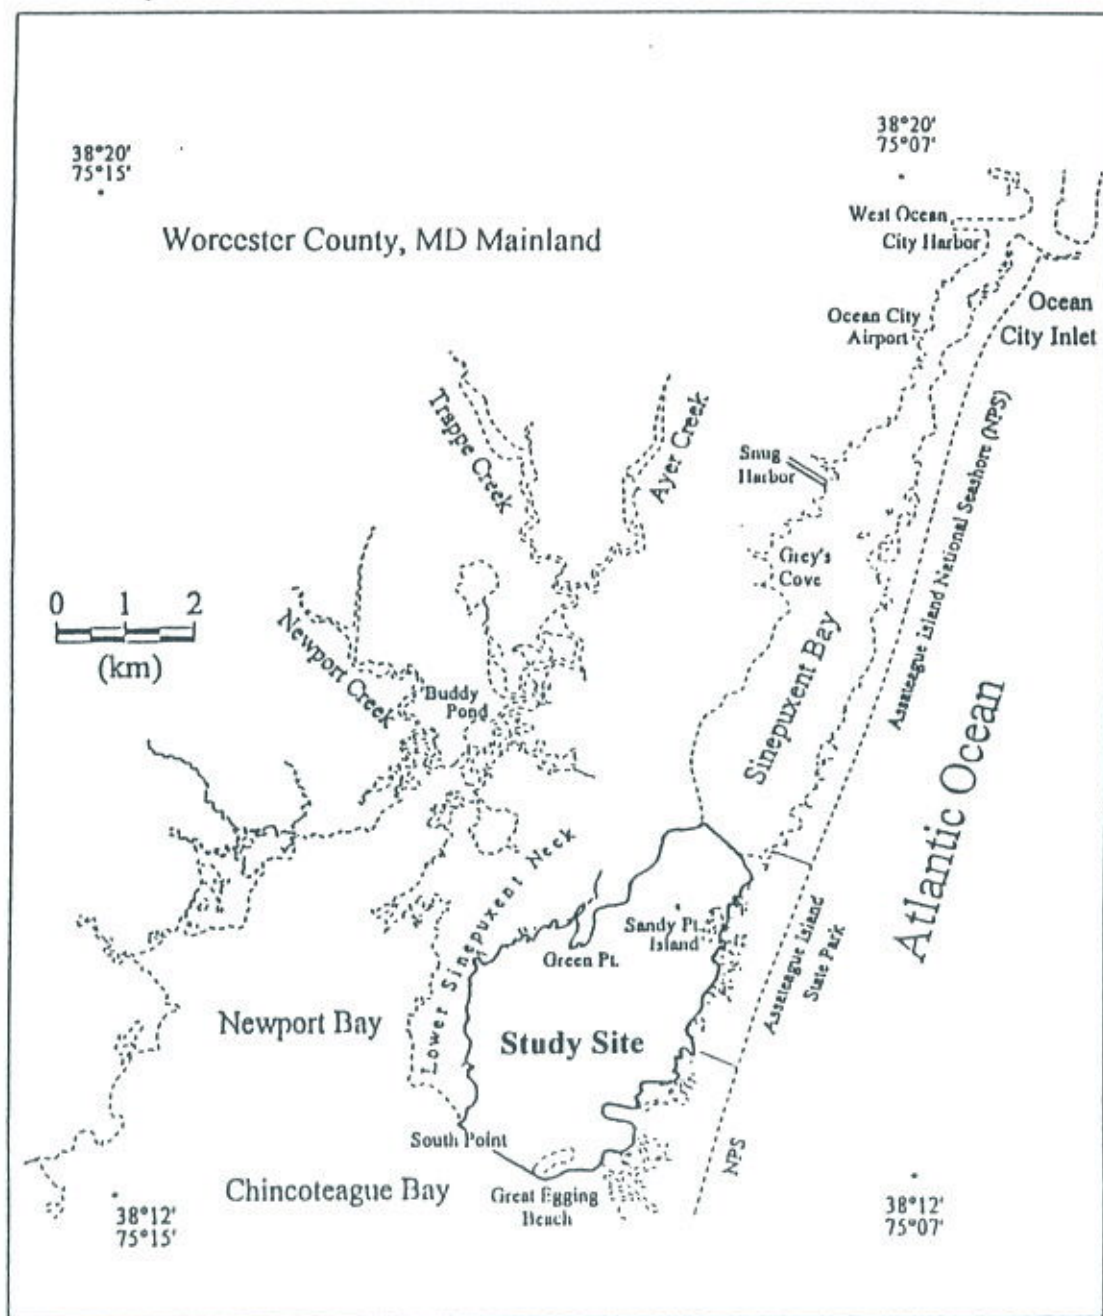 38°20'
75°15'
38°20'
75°07'
West Ocean
City Harbor
Worcester County, MD Mainland
Ocean
City Inlet
Ocean City
Airport
Trappe Creek
Ayer Creek
Snug
Harbor
Assateague Island National Seashore (NPS)
Grey's
Cove
0 1 2
(km)
Newport Creek
Buddy
Pond
Sinepuxent Bay
Atlantic Ocean
Lower Sinepuxent Neck
Sandy Pt.
Island
Green Pt.
Assateague Island
State Park
Newport Bay
Study Site
South Point
NPS
Chincoteague Bay
Great Egging
Beach
38°12'
75°15'
38°12'
75°07'